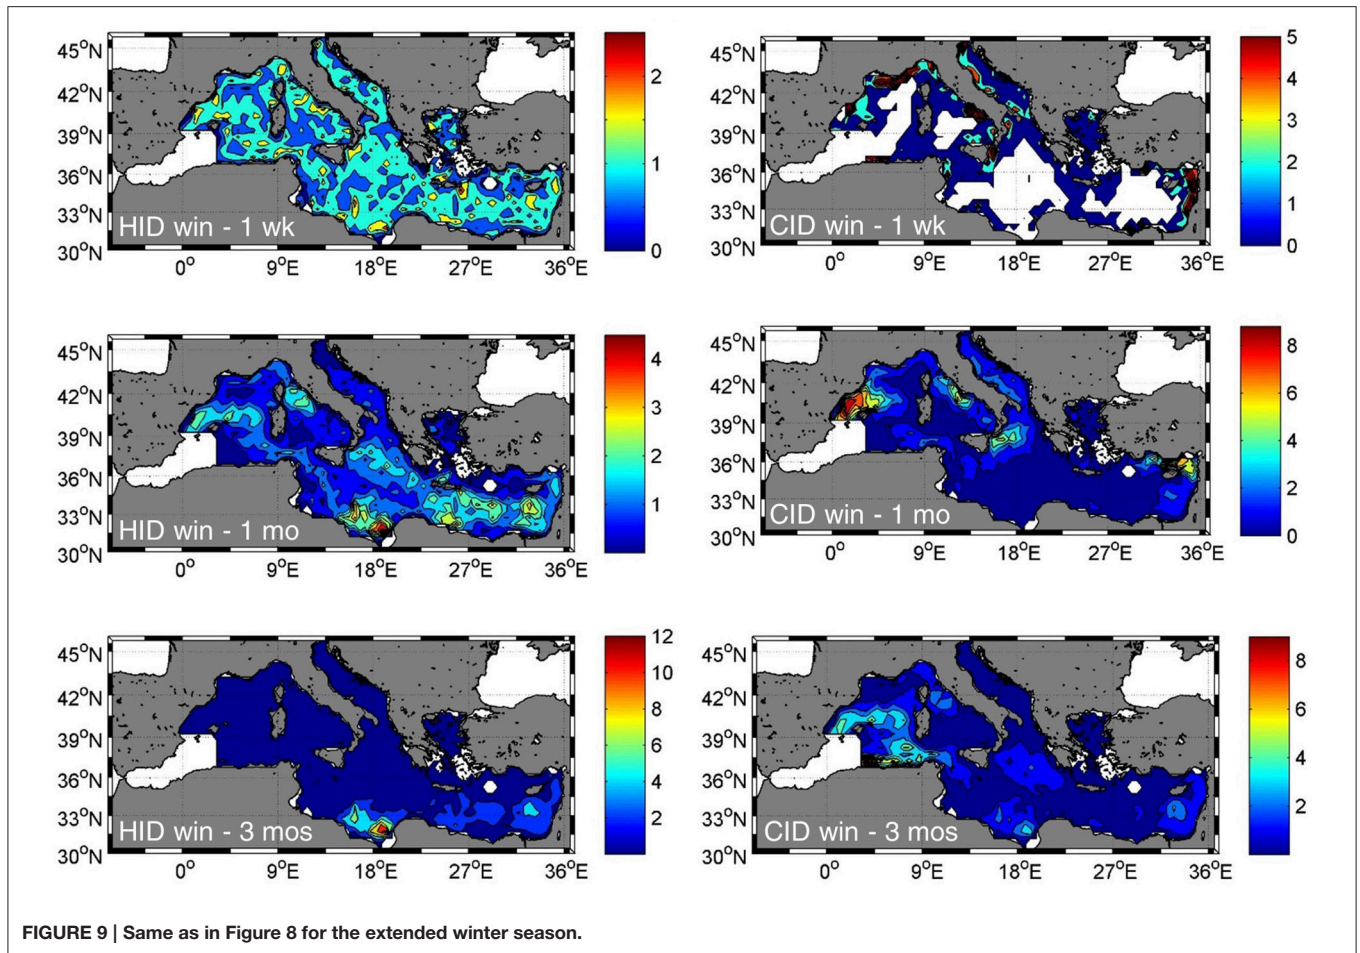 45°N
42°N
39°N
36°N
33°N
30°N
0°
9°E
18°E
27°E
36°E
HID win - 1 wk
2
1
0
45°N
42°N
39°N
36°N
33°N
30°N
0°
9°E
18°E
27°E
36°E
CID win - 1 wk
5
4
3
2
1
0
45°N
42°N
39°N
36°N
33°N
30°N
0°
9°E
18°E
27°E
36°E
HID win - 1 mo
4
3
2
1
45°N
42°N
39°N
36°N
33°N
30°N
0°
9°E
18°E
27°E
36°E
CID win - 1 mo
8
6
4
2
0
45°N
42°N
39°N
36°N
33°N
30°N
0°
9°E
18°E
27°E
36°E
HID win - 3 mos
12
10
8
6
4
2
45°N
42°N
39°N
36°N
33°N
30°N
0°
9°E
18°E
27°E
36°E
CID win - 3 mos
8
6
4
2
FIGURE 9 | Same as in Figure 8 for the extended winter season.